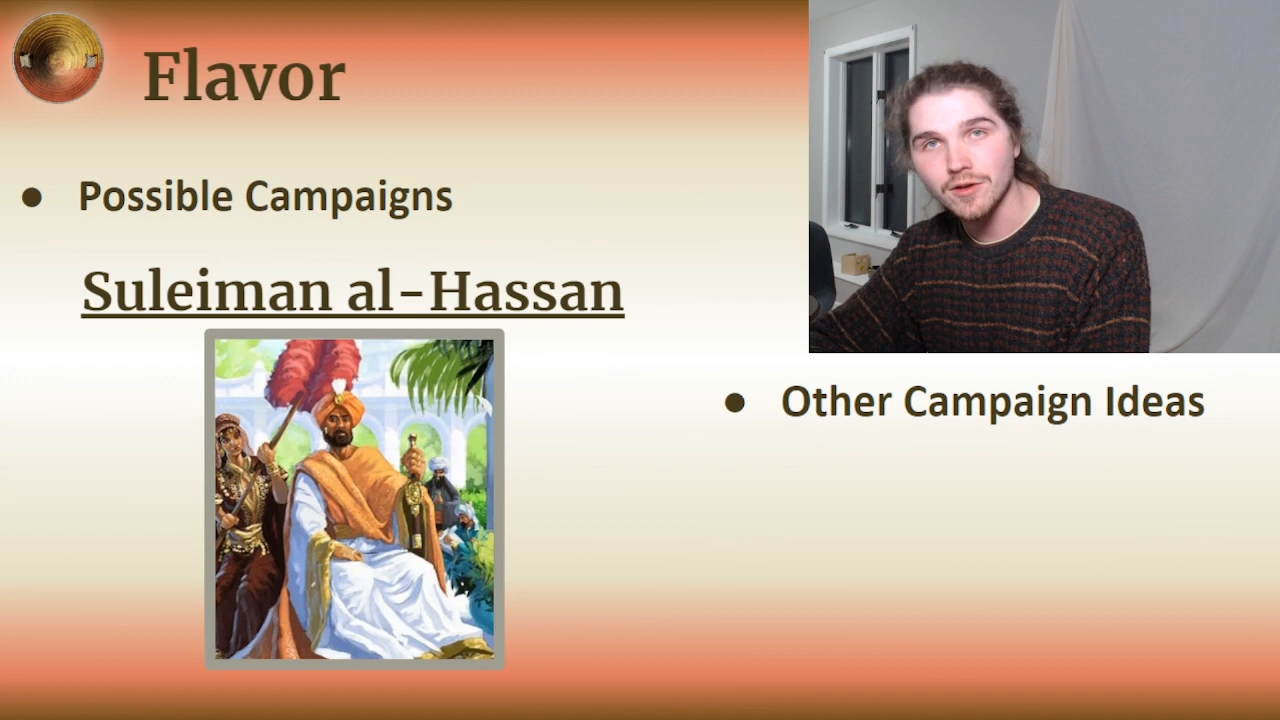 Flavor
● Possible Campaigns
Suleiman al-Hassan
● Other Campaign Ideas